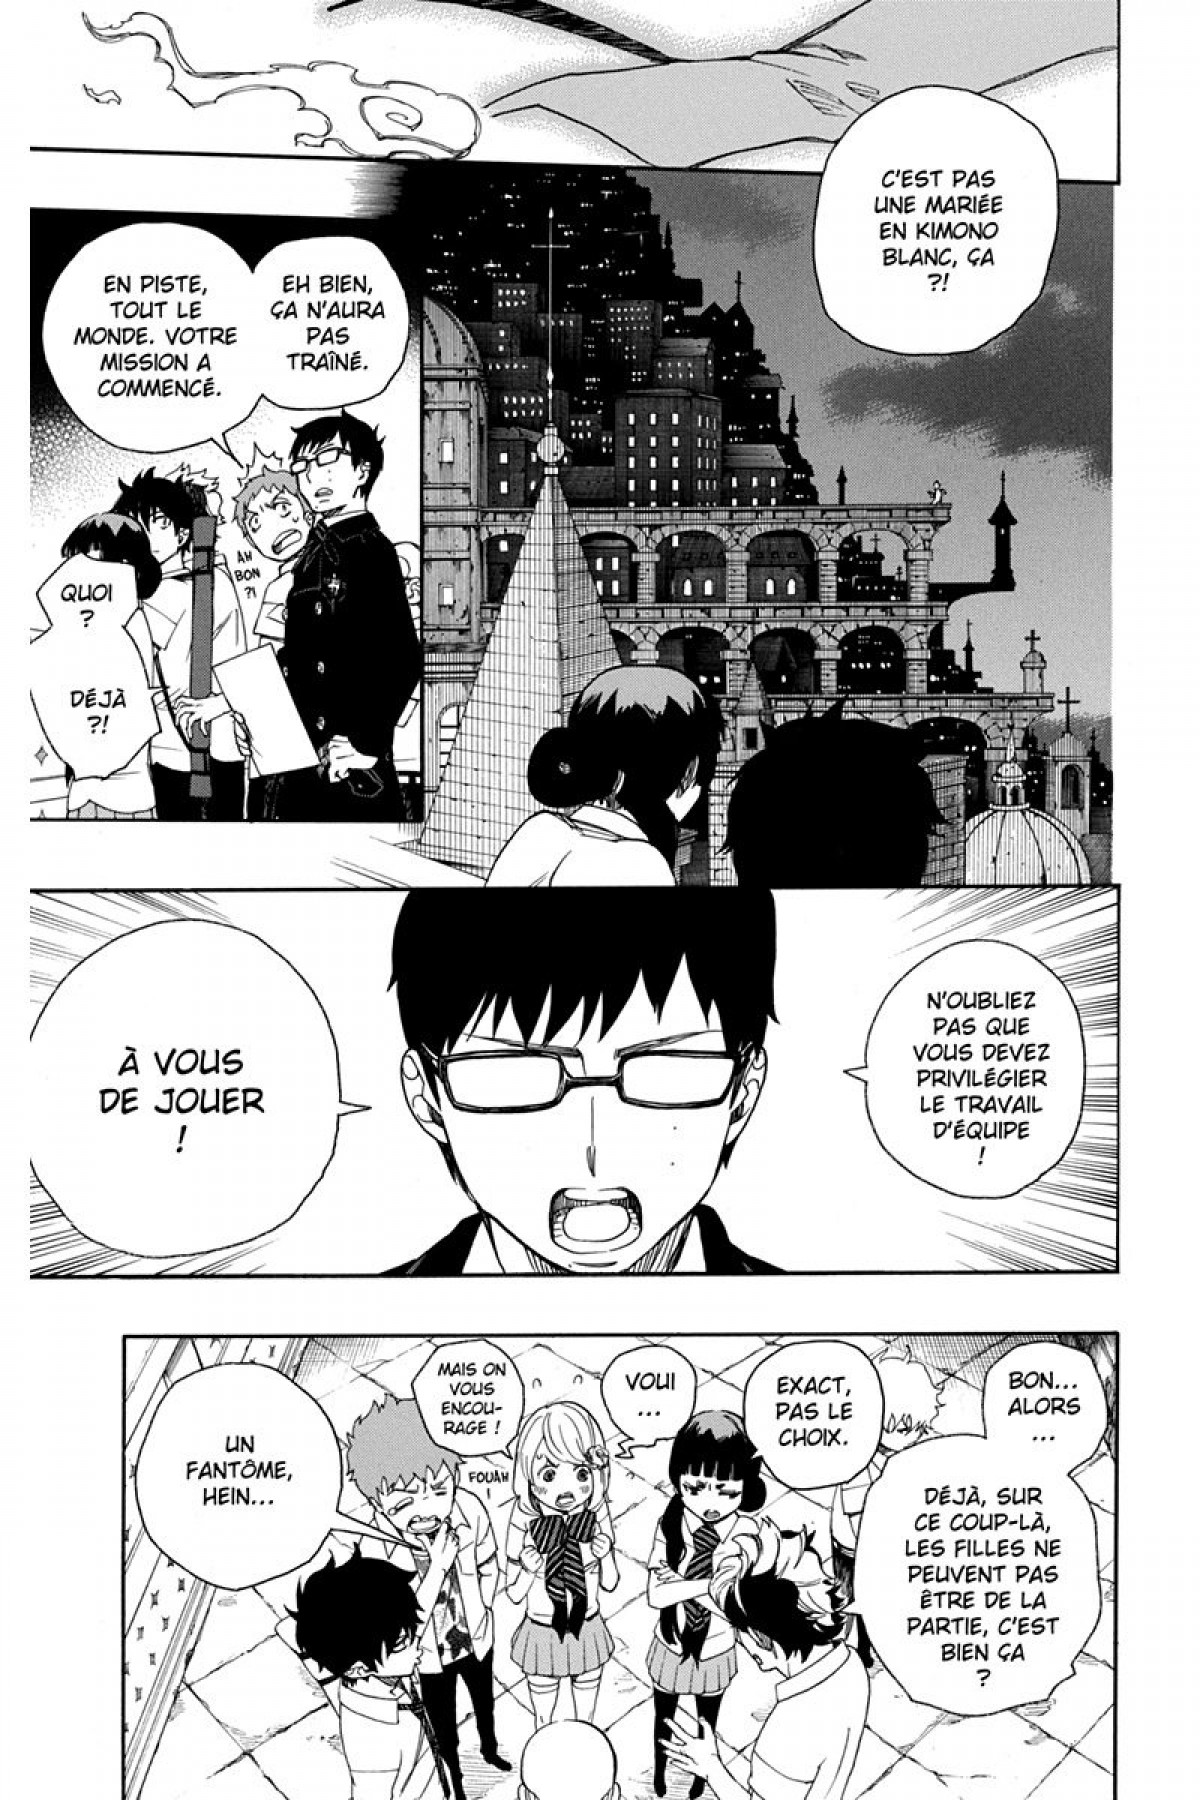 C'EST PAS
UNE MARIÉE
EN KIMONO
BLANC, ÇA
?!
EH BIEN,
ÇA N'AURA
PAS
TRAÎNÉ.
EN PISTE,
TOUT LE
MONDE. VOTRE
MISSION A
COMMENCÉ.
AH
BON
?!
QUOI
?
DÉJÀ
?!
N'OUBLIEZ
PAS QUE
VOUS DEVEZ
PRIVILÉGIER
LE TRAVAIL
D'ÉQUIPE
!
À VOUS
DE JOUER
!
BON...
ALORS
...
DÉJÀ, SUR
CE COUP-LÀ,
LES FILLES NE
PEUVENT PAS
ÊTRE DE LA
PARTIE, C'EST
BIEN ÇA
?
EXACT,
PAS LE
CHOIX.
VOUI
...
MAIS ON
VOUS
ENCOU-
RAGE !
FOUAH
!
UN
FANTÔME,
HEIN...